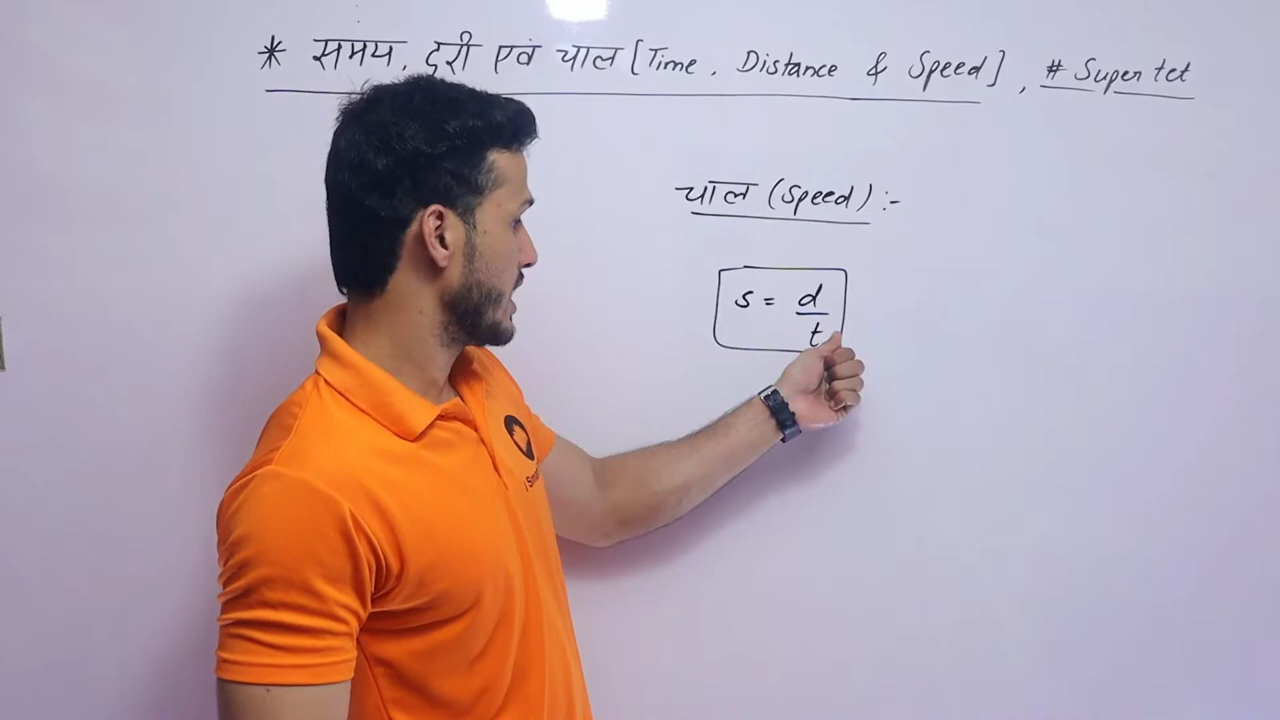 * समय, दूरी एवं चाल [Time, Distance & Speed], # Super tet
चाल (Speed) :-
s = d/t